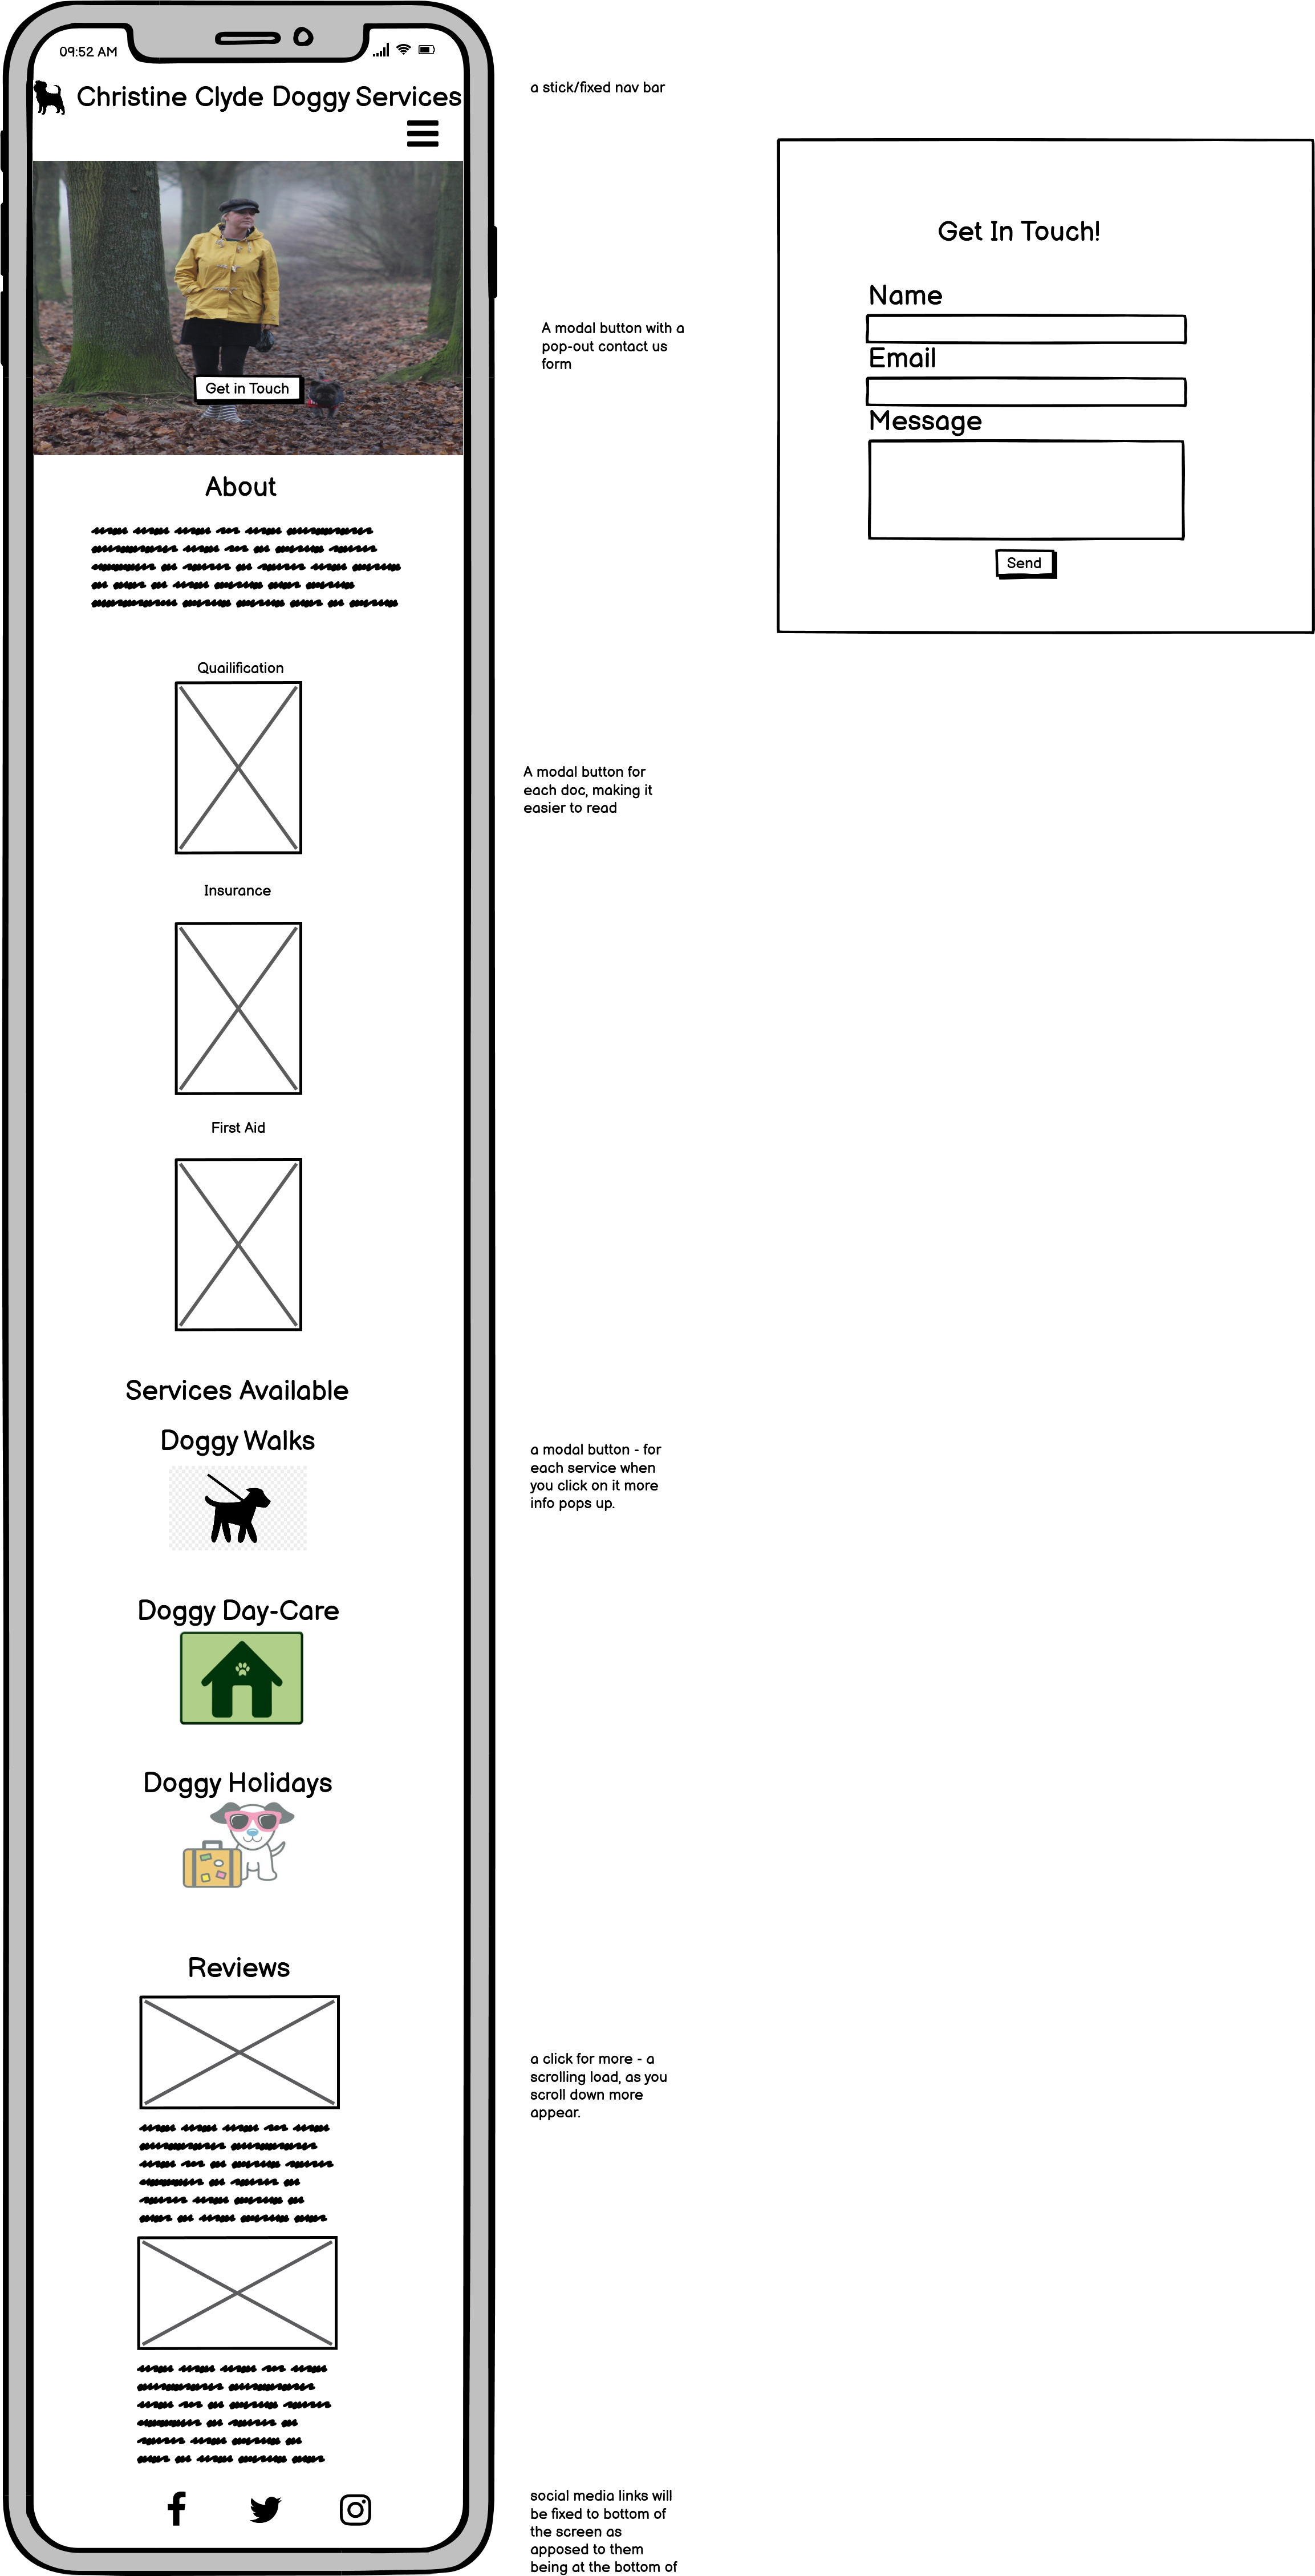 09:52 AM
Christine Clyde Doggy Services
a stick/fixed nav bar
Get in Touch
A modal button with a
pop-out contact us
form
Get In Touch!
Name
Email
Message
Send
About
Quailification
A modal button for
each doc, making it
easier to read
Insurance
First Aid
Services Available
Doggy Walks
a modal button - for
each service when
you click on it more
info pops up.
Doggy Day-Care
Doggy Holidays
Reviews
a click for more - a
scrolling load, as you
scroll down more
appear.
social media links will
be fixed to bottom of
the screen as
apposed to them
being at the bottom of